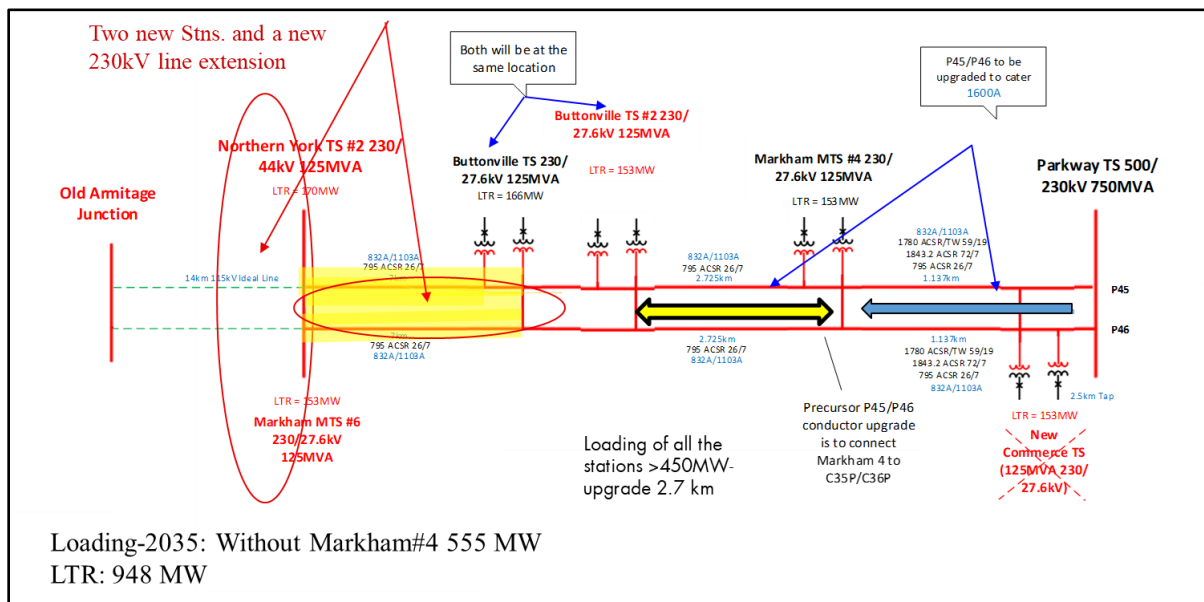 Two new Stns. and a new
230kV line extension
Both will be at the
same location
P45/P46 to be
upgraded to cater
1600A
Northern York TS #2 230/
44kV 125MVA
LTR = 170MW
Buttonville TS #2 230/
27.6kV 125MVA
LTR = 153MW
Buttonville TS 230/
27.6kV 125MVA
LTR = 166MW
Markham MTS #4 230/
27.6kV 125MVA
LTR = 153MW
Parkway TS 500/
230kV 750MVA
Old Armitage
Junction
14km 115kV Ideal Line
832A/1103A
795 ACSR 26/7
832A/1103A
795 ACSR 26/7
2.725km
832A/1103A
1780 ACSR/TW 59/19
1843.2 ACSR 72/7
795 ACSR 26/7
1.137km
P45
P46
795 ACSR 26/7
832A/1103A
2.725km
795 ACSR 26/7
832A/1103A
1.137km
1780 ACSR/TW 59/19
1843.2 ACSR 72/7
795 ACSR 26/7
832A/1103A
2.5km Tap
LTR = 153MW
Markham MTS #6
230/27.6kV
125MVA
Loading of all the
stations >450MW-
upgrade 2.7 km
Precursor P45/P46
conductor upgrade
is to connect
Markham 4 to
C35P/C36P
LTR = 153MW
New
Commerce TS
(125MVA 230/
27.6kV)
Loading-2035: Without Markham#4 555 MW
LTR: 948 MW